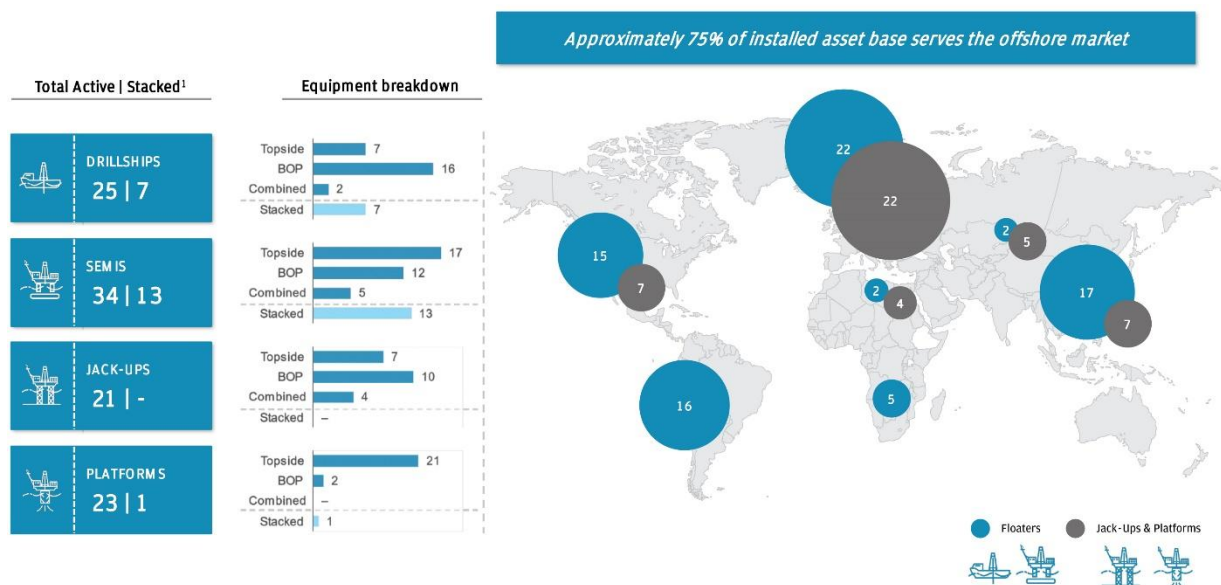 Approximately 75% of installed asset base serves the offshore market
Total Active | Stacked¹
Equipment breakdown
DRILLSHIPS
25 | 7
Topside 7
BOP 16
Combined 2
Stacked 7
SEMIS
34 | 13
Topside 17
BOP 12
Combined 5
Stacked 13
JACK-UPS
21 | -
Topside 7
BOP 10
Combined 4
Stacked –
PLATFORMS
23 | 1
Topside 21
BOP 2
Combined –
Stacked 1
22
22
15
7
2
5
2
4
17
7
16
5
Floaters
Jack-Ups & Platforms